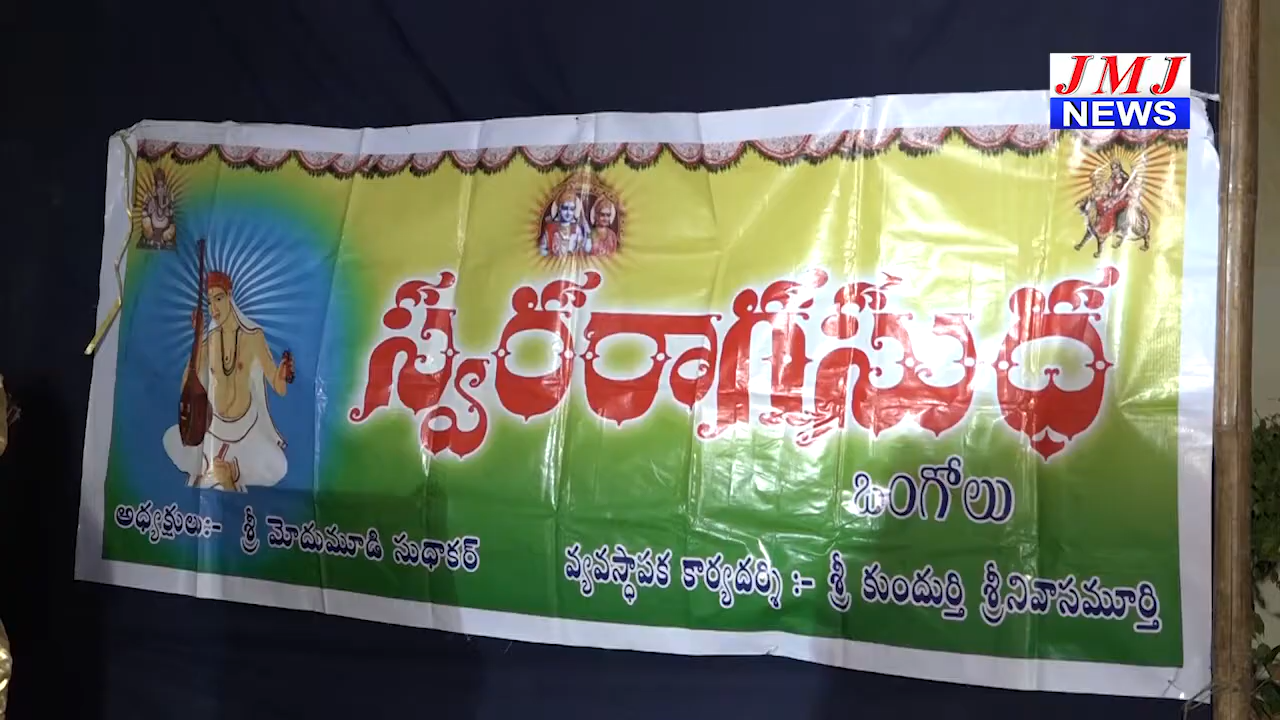 JMJ
NEWS
స్వరరాగసుధ
ఒంగోలు
అధ్యక్షులు:- శ్రీ మోదుమూడి సుధాకర్
వ్యవస్థాపక కార్యదర్శి :- శ్రీ కుందుర్తి శ్రీనివాసమూర్తి